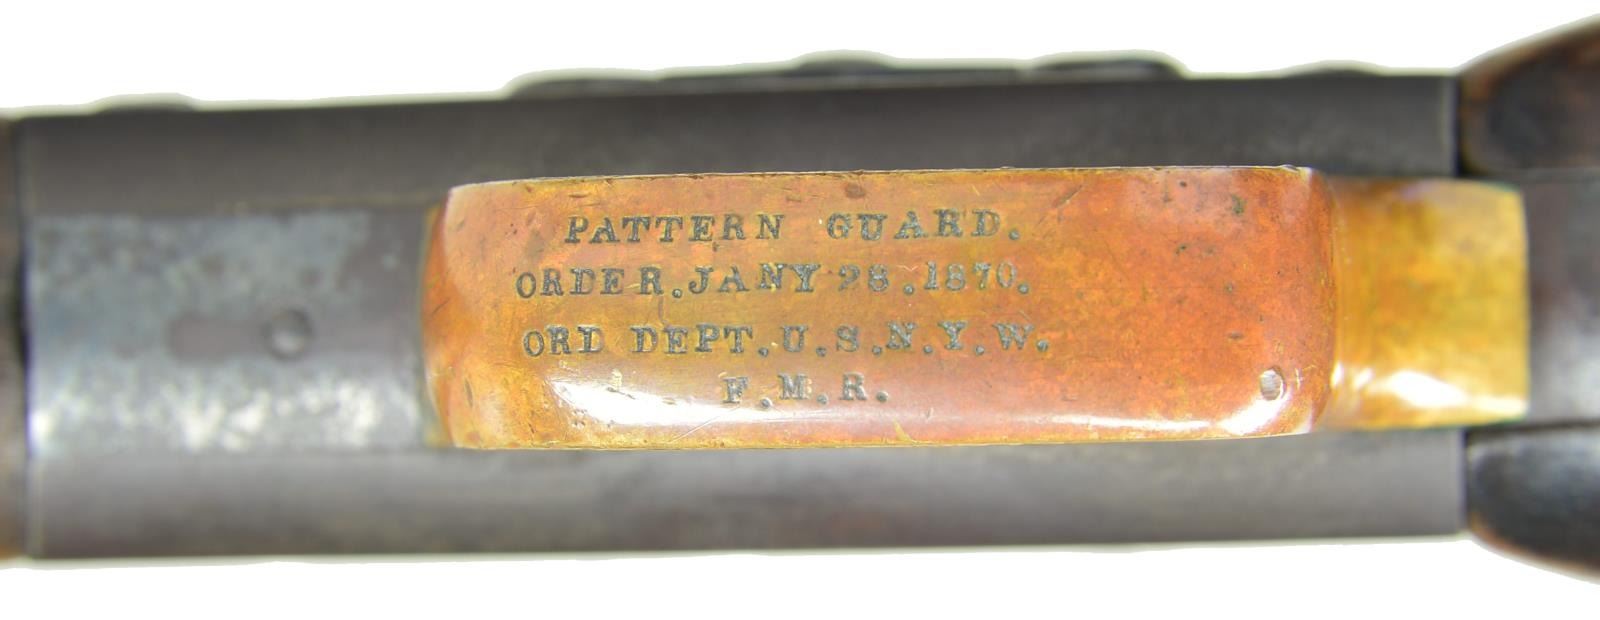 PATTERN GUARD.
ORDER. JANY 28. 1870.
ORD DEPT. U.S.N.Y.W.
F.M.R.